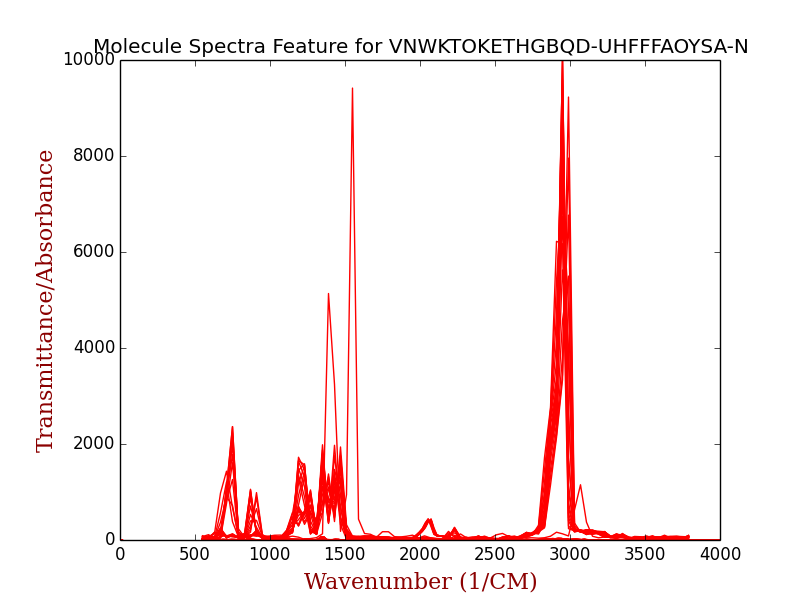 Molecule Spectra Feature for VNWKTOKETHGBQD-UHFFFAOYSA-N
10000
8000
6000
4000
2000
0
Transmittance/Absorbance
0 500 1000 1500 2000 2500 3000 3500 4000
Wavenumber (1/CM)